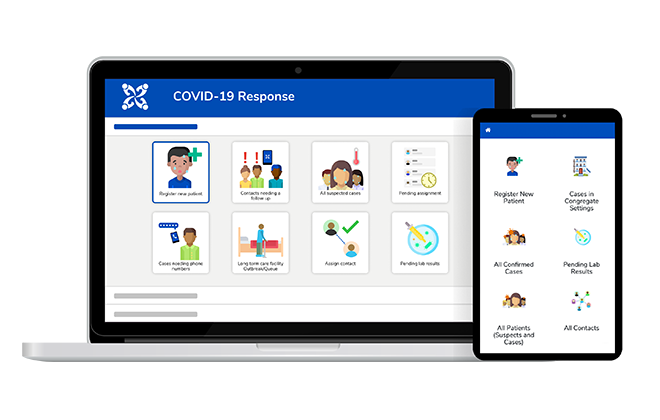 COVID-19 Response
Register new patient
Contacts needing a
follow up
All suspected cases
Pending assignment
Cases needing phone
numbers
Long term care facility
Outbreak/Queue
Assign contact
Pending lab results
Register New
Patient
Cases in
Congregate
Settings
All Confirmed
Cases
Pending Lab
Results
All Patients
(Suspects and
Cases)
All Contacts